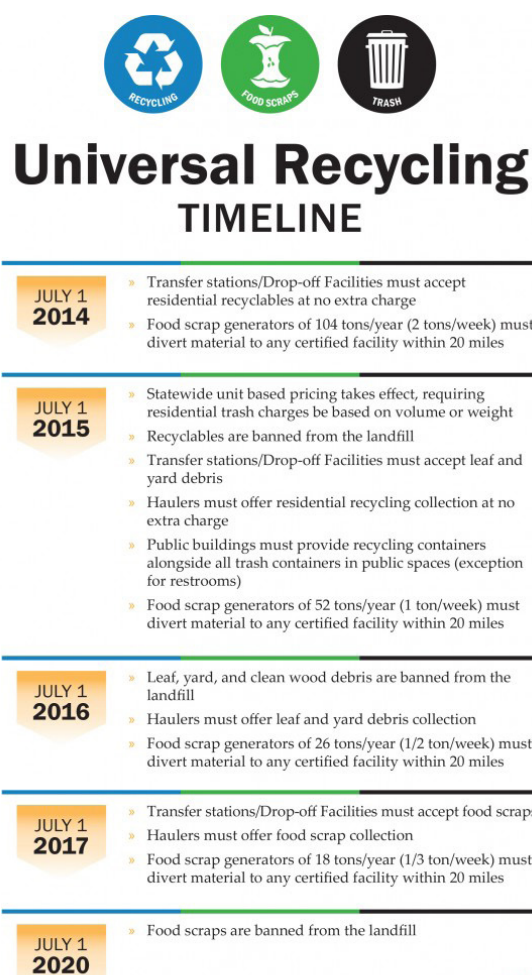 RECYCLING
FOOD SCRAPS
TRASH
Universal Recycling
TIMELINE
JULY 1
2014
» Transfer stations/Drop-off Facilities must accept
residential recyclables at no extra charge
» Food scrap generators of 104 tons/year (2 tons/week) must
divert material to any certified facility within 20 miles
JULY 1
2015
» Statewide unit based pricing takes effect, requiring
residential trash charges be based on volume or weight
» Recyclables are banned from the landfill
» Transfer stations/Drop-off Facilities must accept leaf and
yard debris
» Haulers must offer residential recycling collection at no
extra charge
» Public buildings must provide recycling containers
alongside all trash containers in public spaces (exception
for restrooms)
» Food scrap generators of 52 tons/year (1 ton/week) must
divert material to any certified facility within 20 miles
JULY 1
2016
» Leaf, yard, and clean wood debris are banned from the
landfill
» Haulers must offer leaf and yard debris collection
» Food scrap generators of 26 tons/year (1/2 ton/week) must
divert material to any certified facility within 20 miles
JULY 1
2017
» Transfer stations/Drop-off Facilities must accept food scraps
» Haulers must offer food scrap collection
» Food scrap generators of 18 tons/year (1/3 ton/week) must
divert material to any certified facility within 20 miles
JULY 1
2020
» Food scraps are banned from the landfill